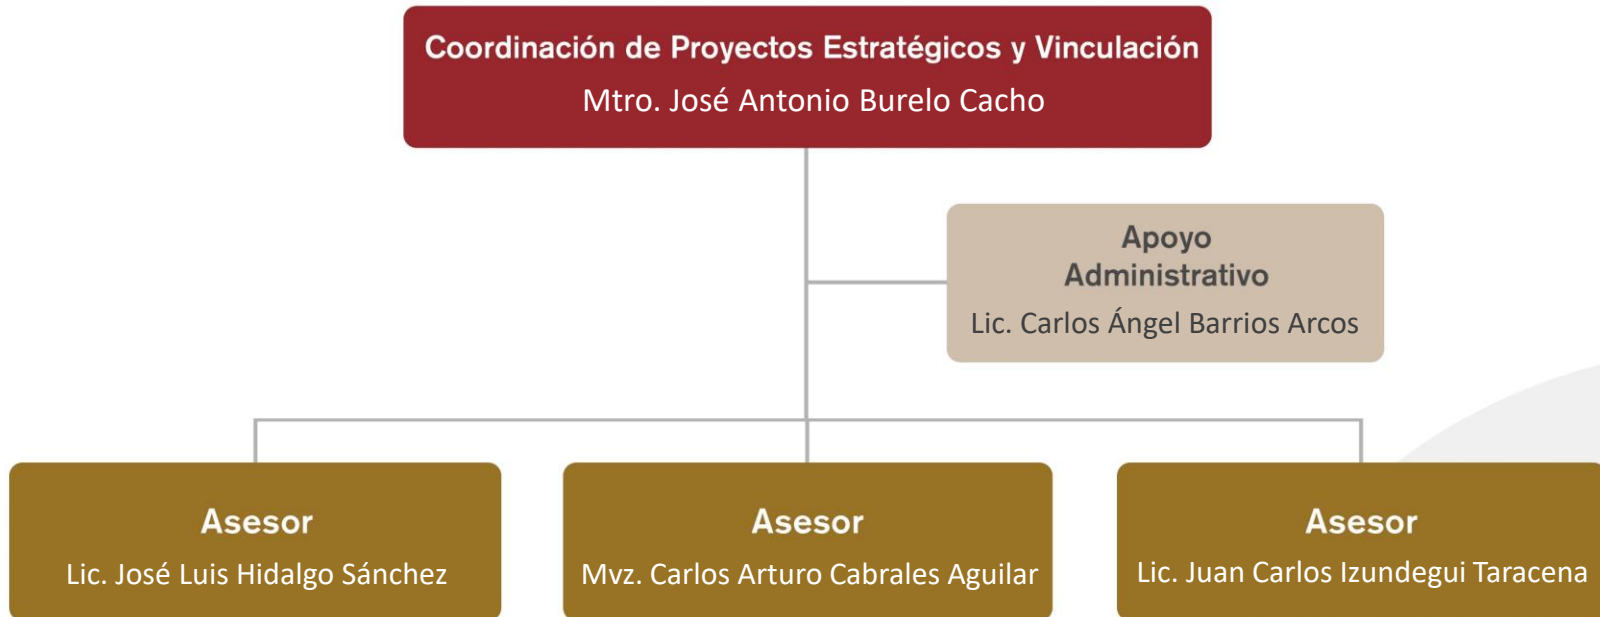 Coordinación de Proyectos Estratégicos y Vinculación
Mtro. José Antonio Burelo Cacho
Apoyo
Administrativo
Lic. Carlos Ángel Barrios Arcos
Asesor
Lic. José Luis Hidalgo Sánchez
Asesor
Mvz. Carlos Arturo Cabrales Aguilar
Asesor
Lic. Juan Carlos Izundegui Taracena